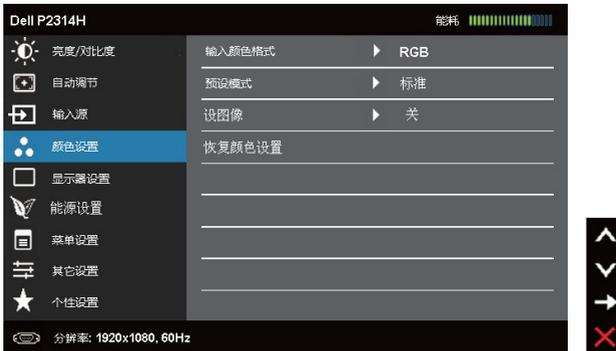 Dell P2314H 能耗
亮度/对比度 输入颜色格式 RGB
自动调节 预设模式 标准
输入源 设图像 关
颜色设置 恢复颜色设置
显示器设置
能源设置
菜单设置
其它设置
个性设置
分辨率: 1920x1080, 60Hz